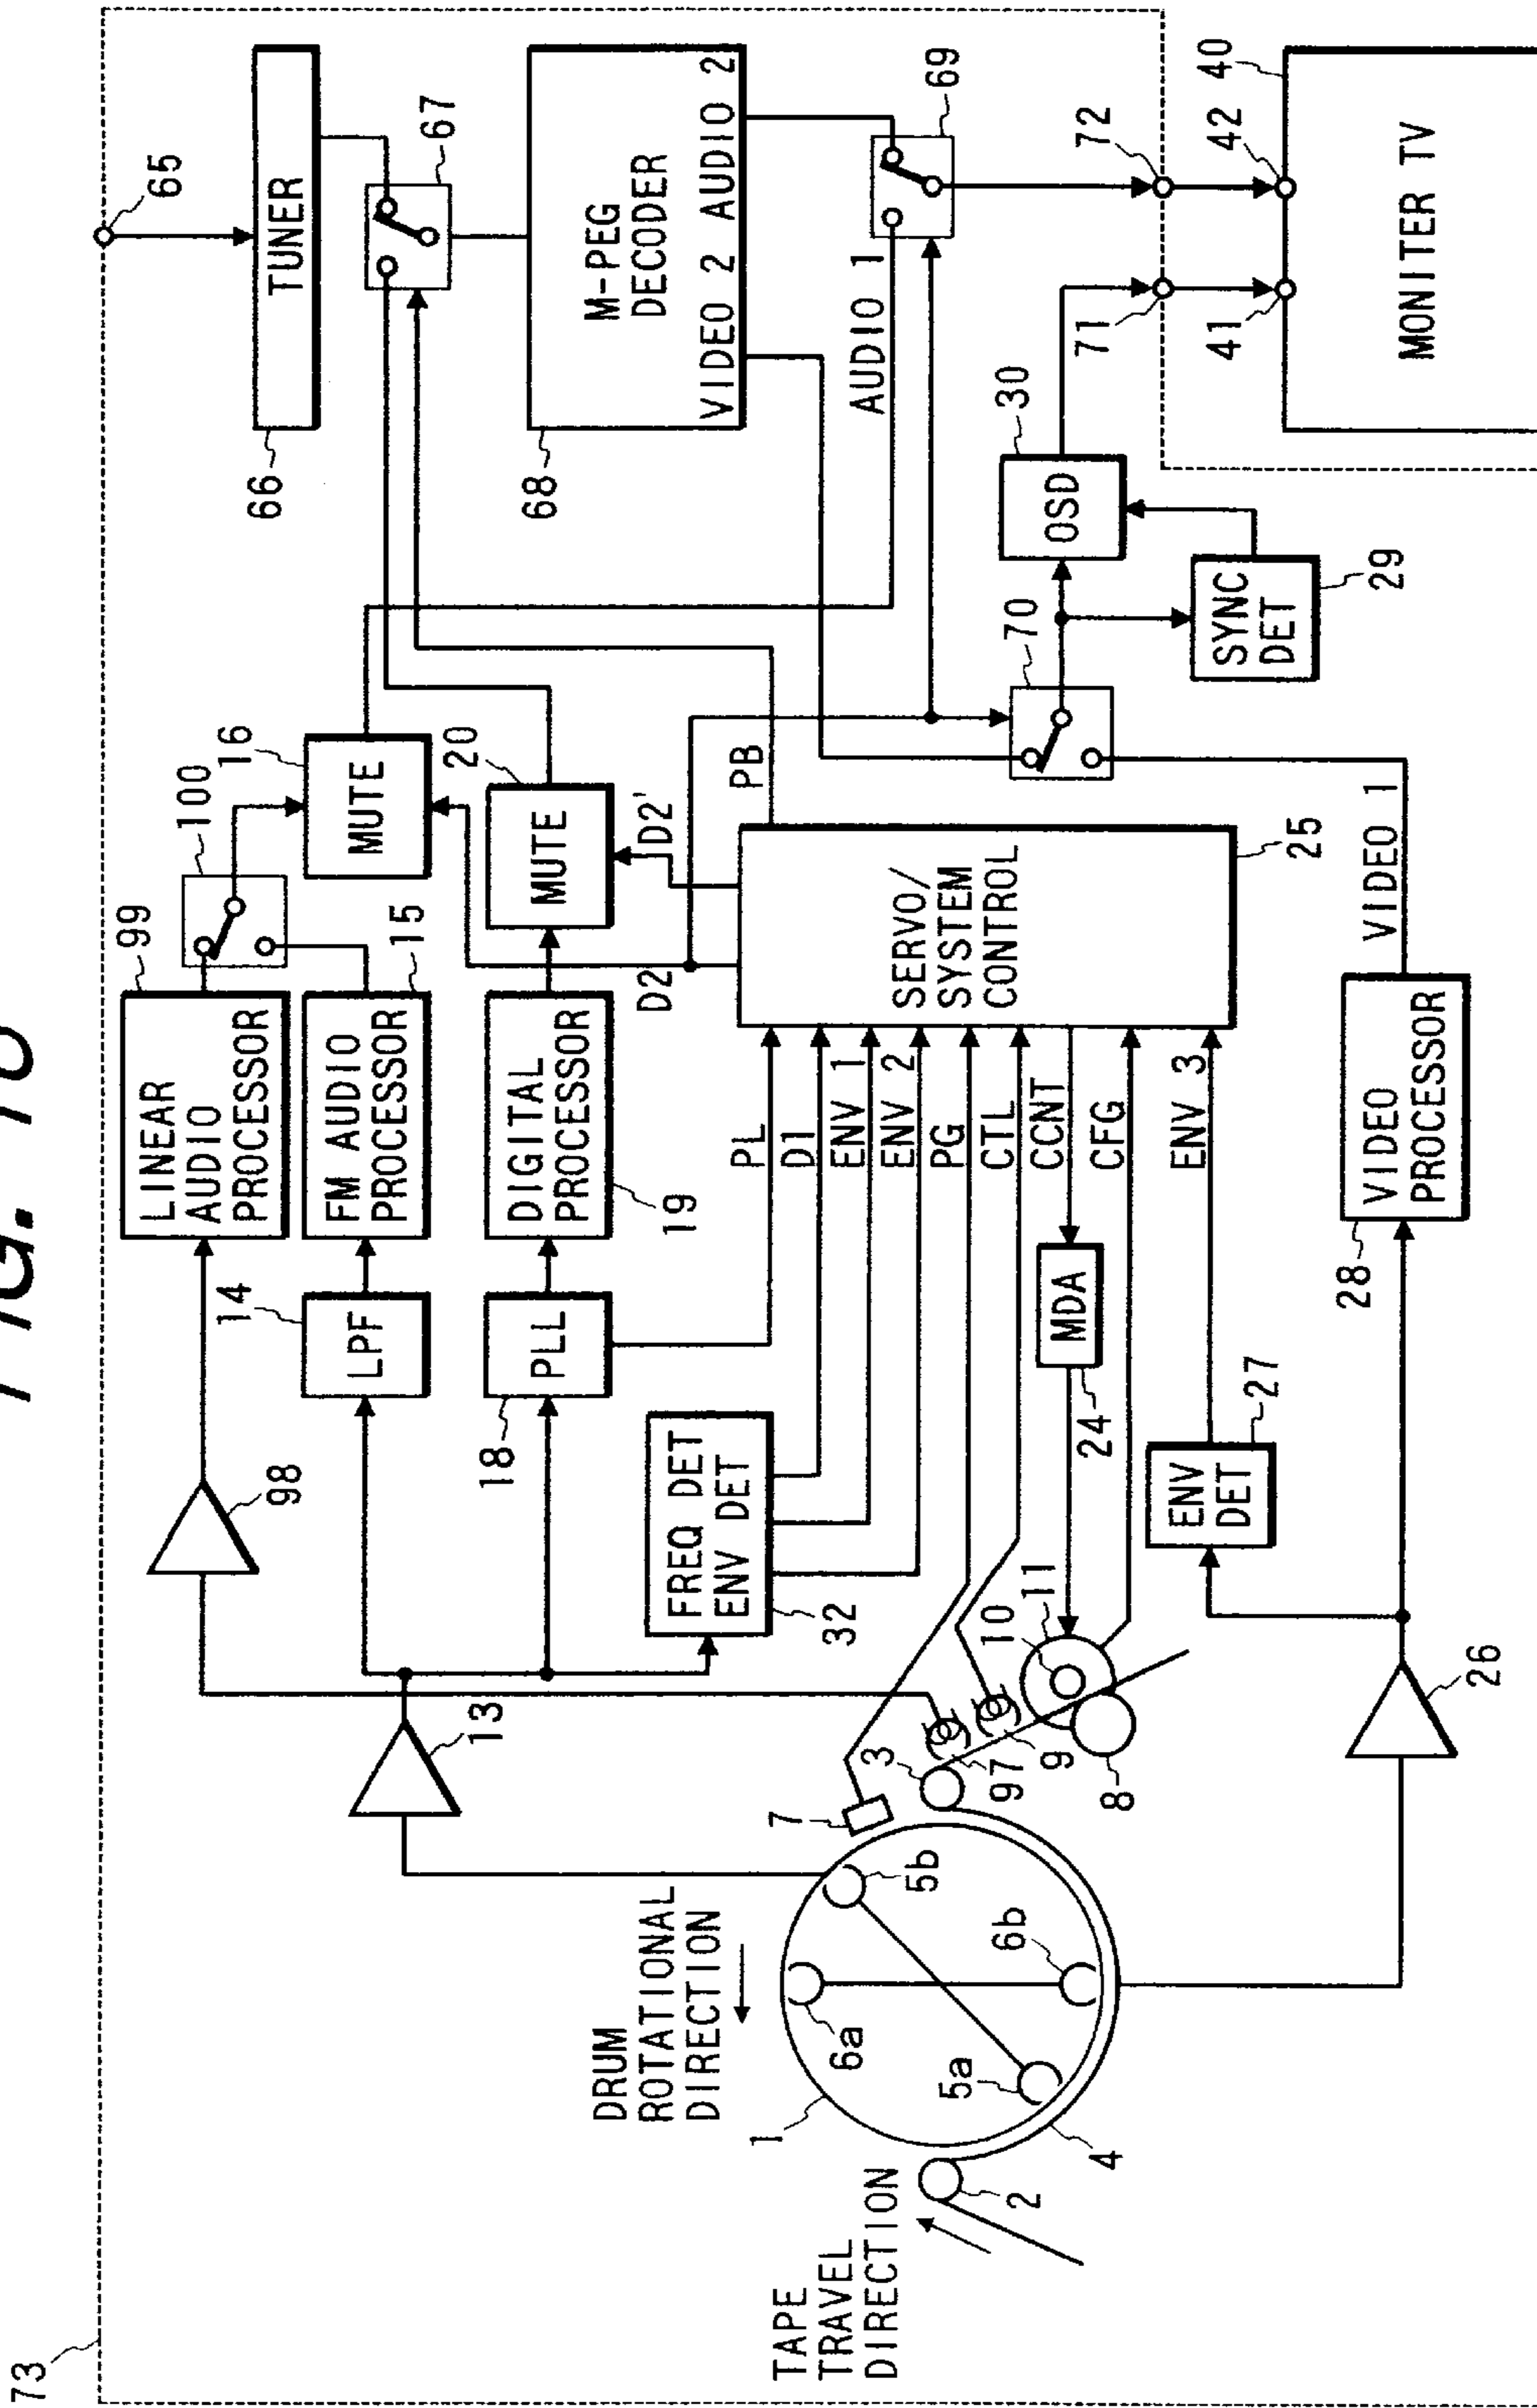 FIG.
73
98
14
LINEAR
AUDIO
PROCESSOR
99
100
16
MUTE
65
TUNER
66
67
13
LPF
FM AUDIO
PROCESSOR
15
18
PLL
DIGITAL
PROCESSOR
19
MUTE
20
M-PEG
DECODER
68
VIDEO 2
AUDIO 2
FREQ DET
ENV DET
32
D2
D2'
PB
DRUM
ROTATIONAL
DIRECTION
1
6a
5b
5a
6b
7
3
97
9
10
11
8
4
2
TAPE
TRAVEL
DIRECTION
PL
D1
ENV 1
ENV 2
PG
CTL
CCNT
CFG
ENV 3
MDA
24
SERVO/
SYSTEM
CONTROL
25
AUDIO 1
69
70
OSD
30
SYNC
DET
29
71
72
41
42
40
MONITER TV
ENV
DET
27
26
28
VIDEO
PROCESSOR
VIDEO 1